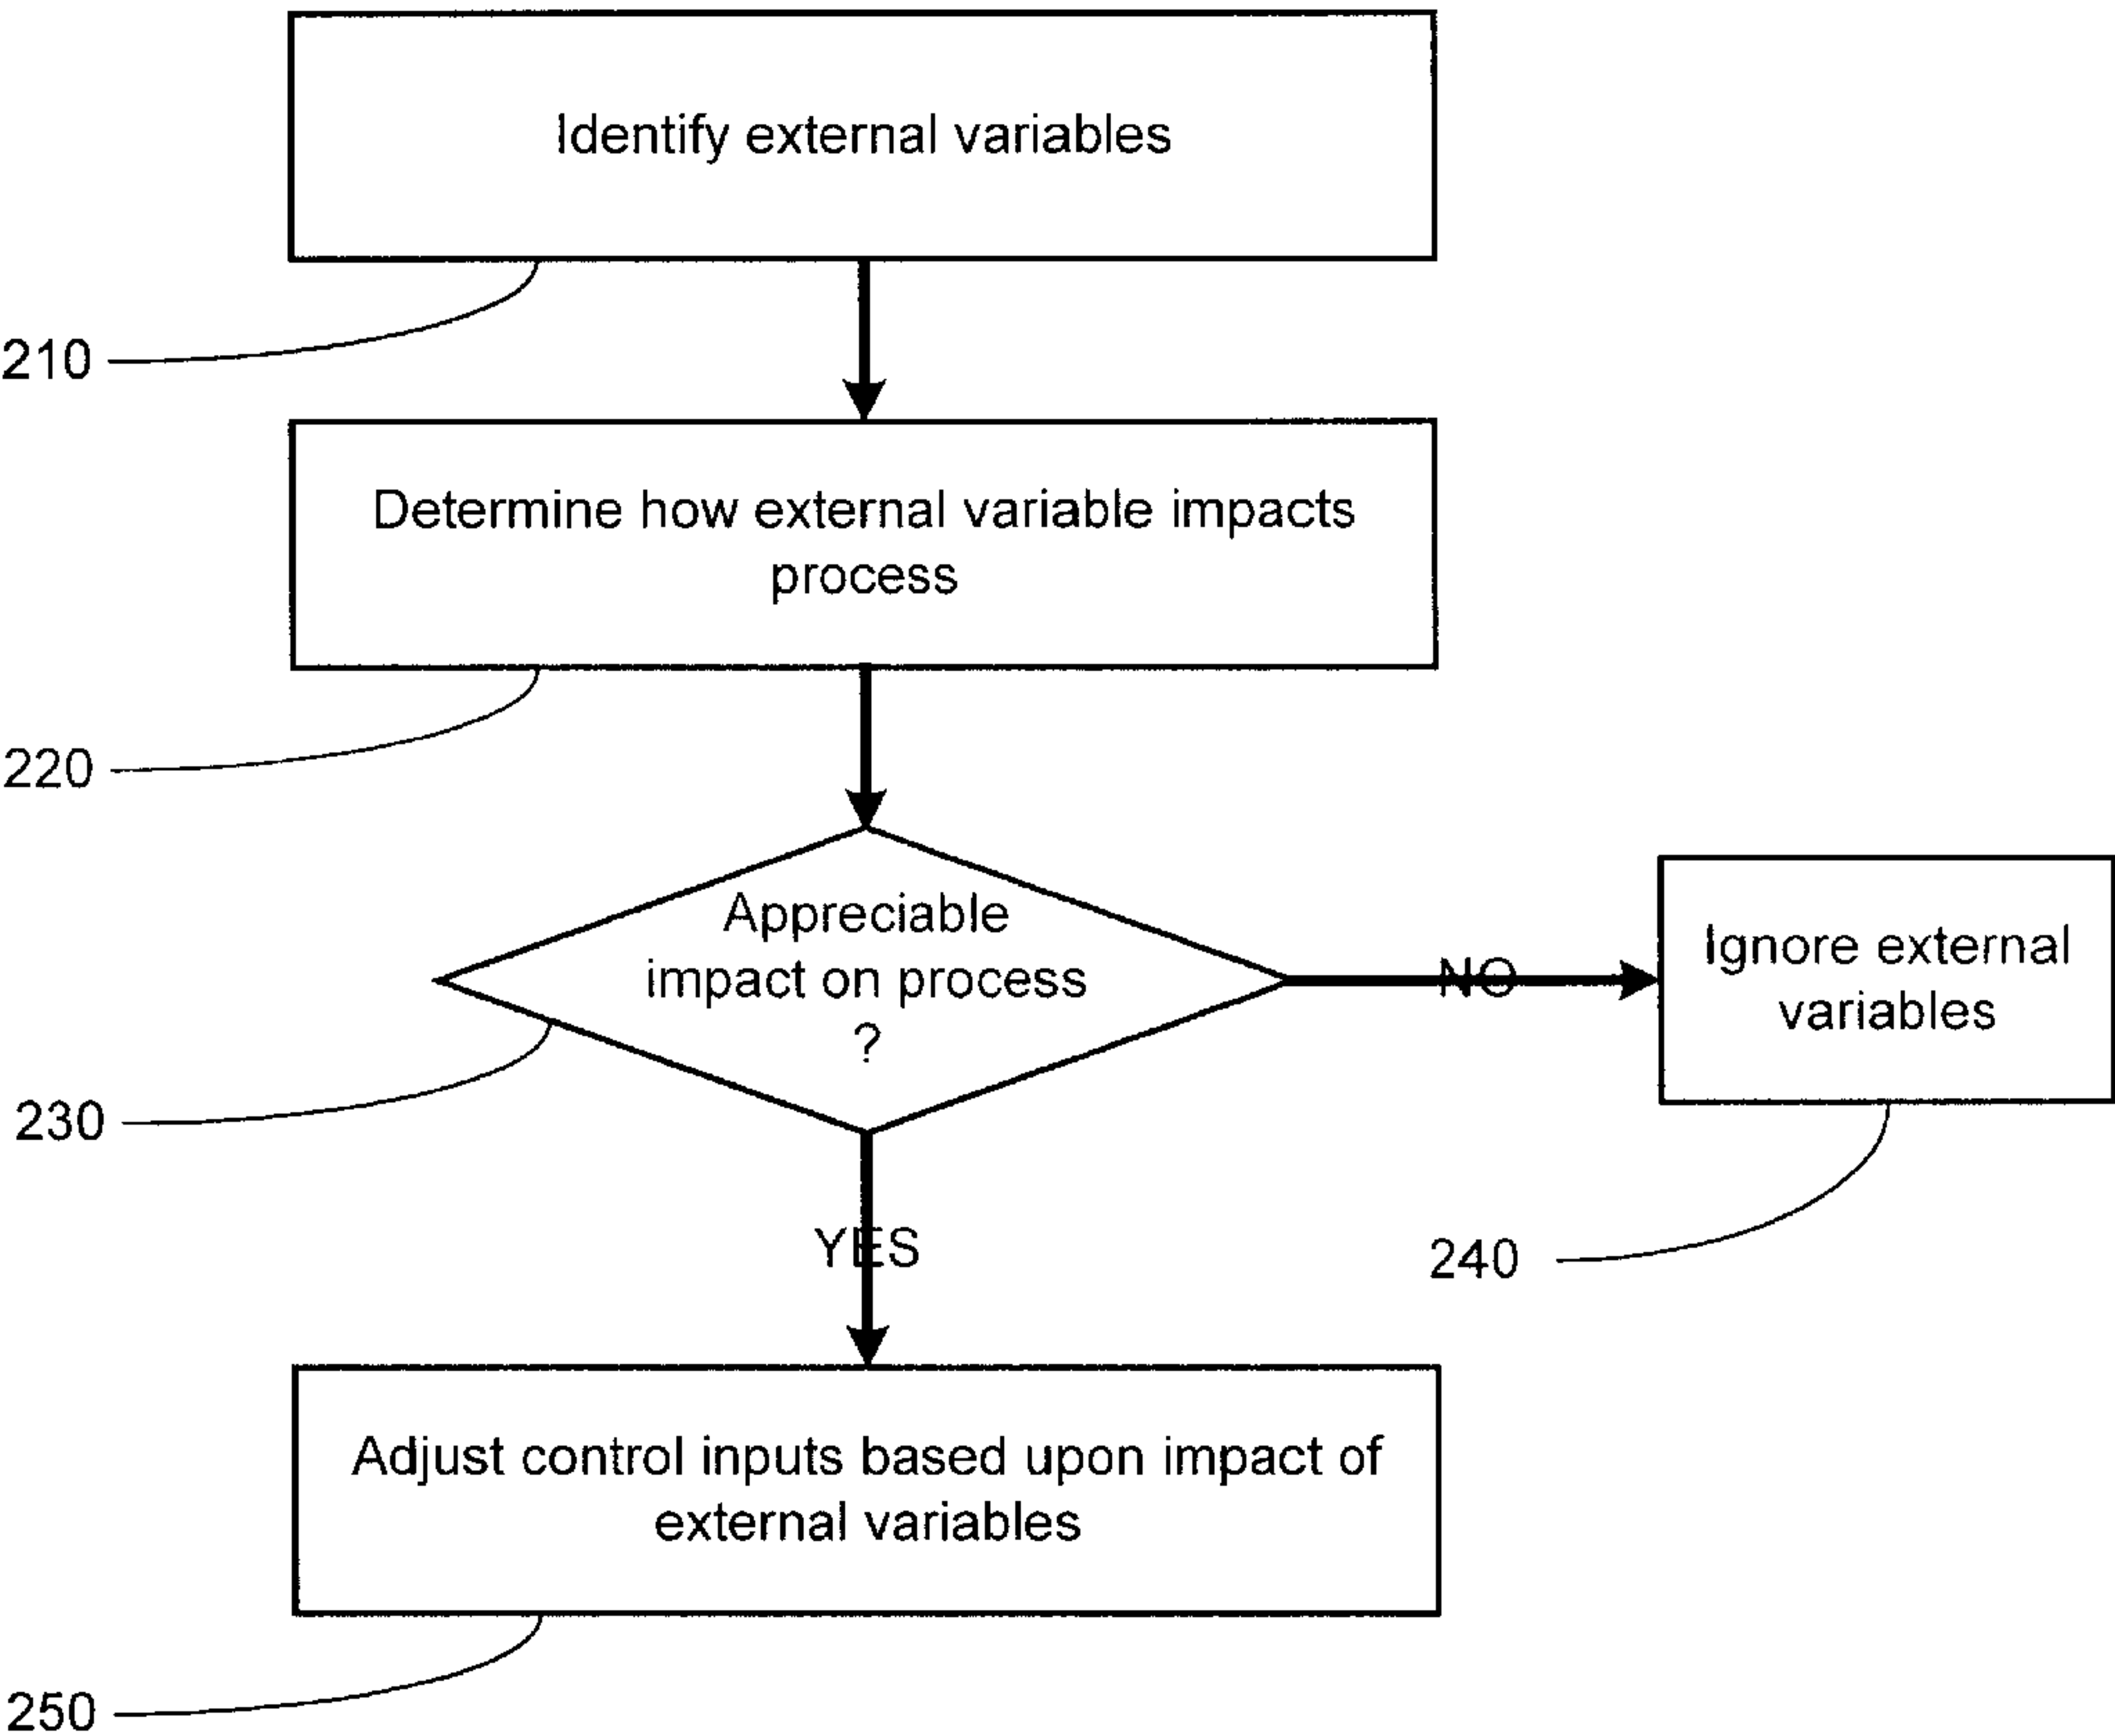 Identify external variables
210
Determine how external variable impacts
process
220
Appreciable
impact on process
?
NO
Ignore external
variables
230
YES
240
Adjust control inputs based upon impact of
external variables
250